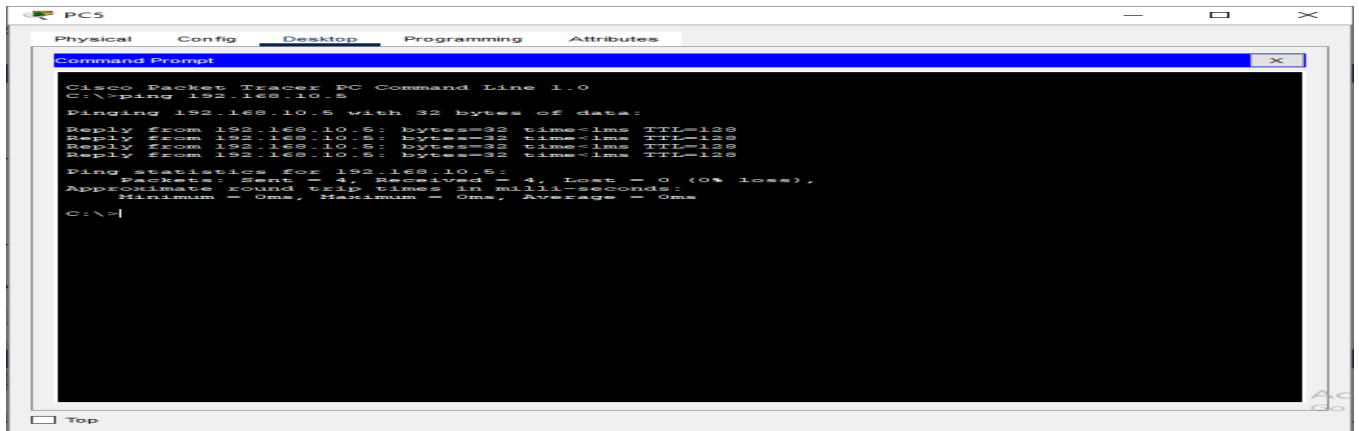 PC5
Physical Config Desktop Programming Attributes
Command Prompt
Cisco Packet Tracer PC Command Line 1.0
C:\>ping 192.168.10.5
Pinging 192.168.10.5 with 32 bytes of data:
Reply from 192.168.10.5: bytes=32 time<1ms TTL=128
Reply from 192.168.10.5: bytes=32 time<1ms TTL=128
Reply from 192.168.10.5: bytes=32 time<1ms TTL=128
Reply from 192.168.10.5: bytes=32 time<1ms TTL=128
Ping statistics for 192.168.10.5:
Packets: Sent = 4, Received = 4, Lost = 0 (0% loss),
Approximate round trip times in milli-seconds:
Minimum = 0ms, Maximum = 0ms, Average = 0ms
C:\>
Ac
Go
Top